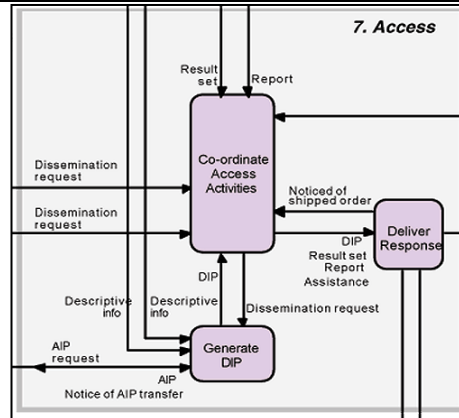 7. Access
Result
set
Report
Co-ordinate
Access
Activities
Dissemination
request
Dissemination
request
Noticed of
shipped order
Deliver
Response
DIP
Result set
Report
Assistance
DIP
Descriptive
info
Descriptive
info
Dissemination request
Generate
DIP
AIP
request
AIP
Notice of AIP transfer